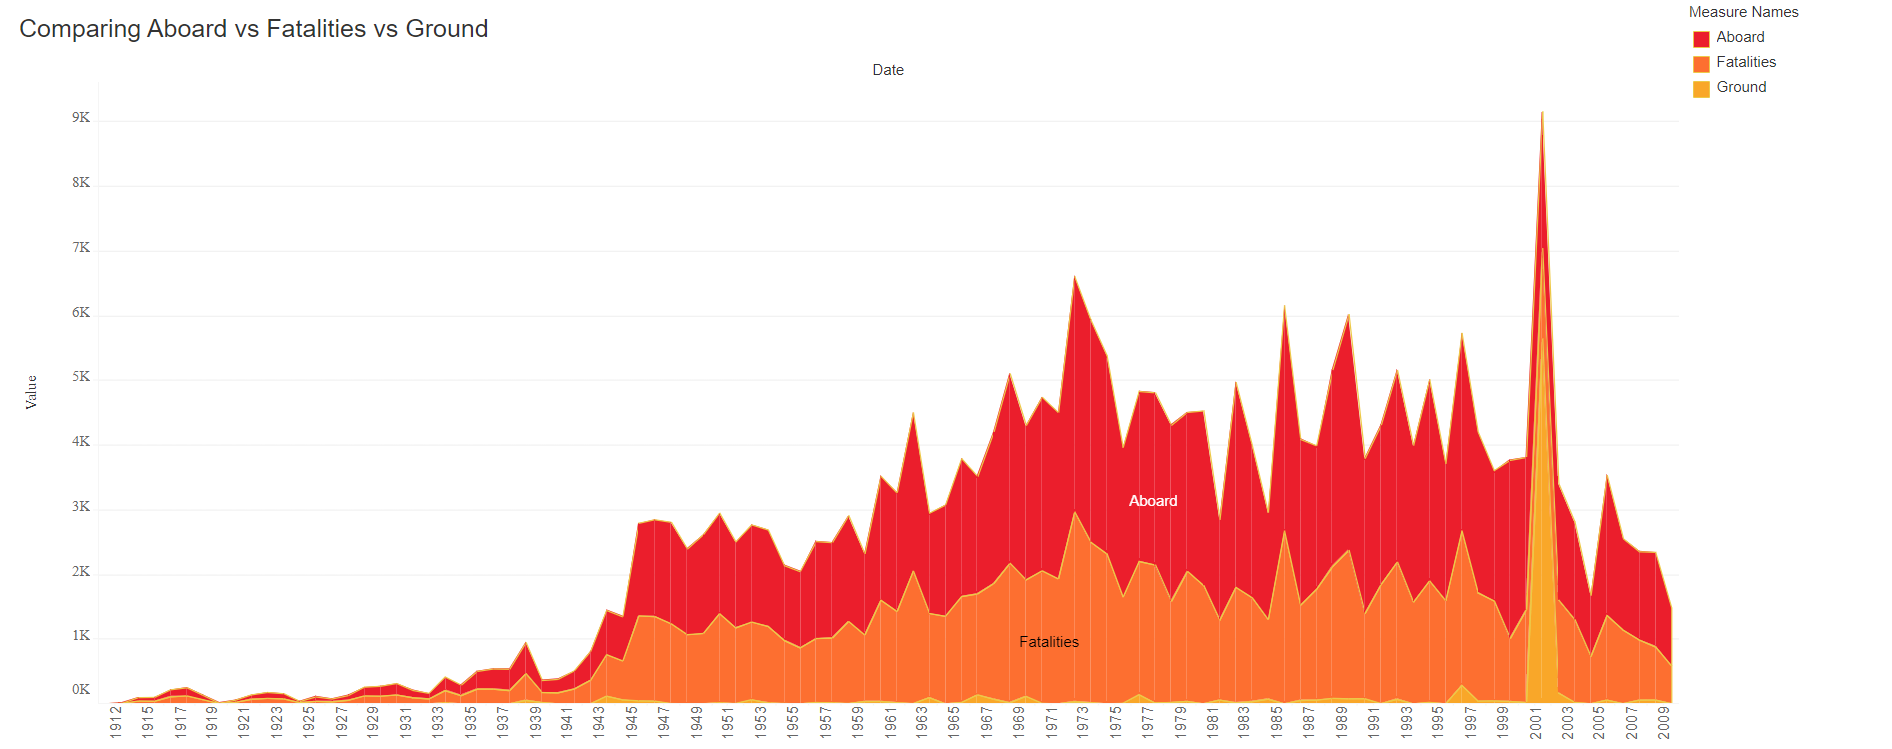 Comparing Aboard vs Fatalities vs Ground
Measure Names
Aboard
Fatalities
Ground
Date
Value
9K
8K
7K
6K
5K
4K
3K
2K
1K
0K
Aboard
Fatalities
1912
1915
1917
1919
1921
1923
1925
1927
1929
1931
1933
1935
1937
1939
1941
1943
1945
1947
1949
1951
1953
1955
1957
1959
1961
1963
1965
1967
1969
1971
1973
1975
1977
1979
1981
1983
1985
1987
1989
1991
1993
1995
1997
1999
2001
2003
2005
2007
2009